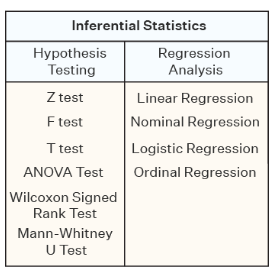 Inferential Statistics
Hypothesis
Testing
Regression
Analysis
Z test
Linear Regression
F test
Nominal Regression
T test
Logistic Regression
ANOVA Test
Ordinal Regression
Wilcoxon Signed
Rank Test
Mann-Whitney
U Test